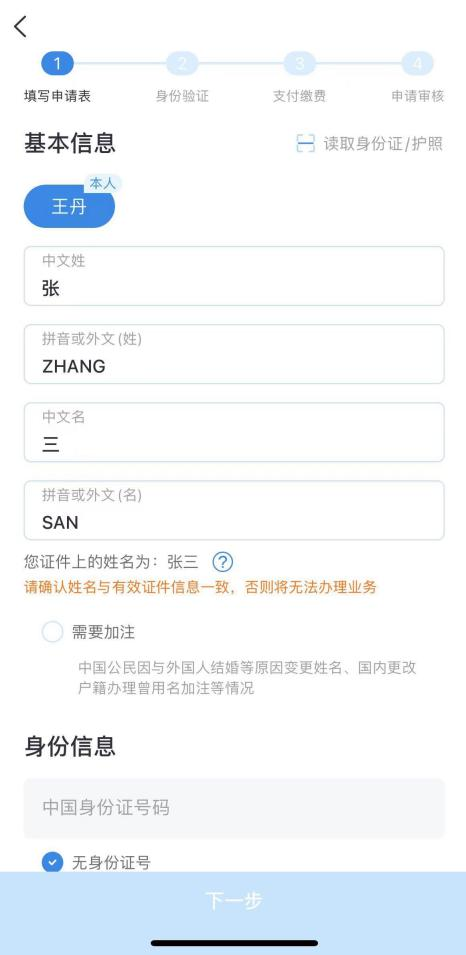 1 2 3 4
填写申请表 身份验证 支付缴费 申请审核
基本信息 读取身份证/护照
本人
王丹
中文姓
张
拼音或外文(姓)
ZHANG
中文名
三
拼音或外文(名)
SAN
您证件上的姓名为：张三 ?
请确认姓名与有效证件信息一致，否则将无法办理业务
需要加注
中国公民因与外国人结婚等原因变更姓名、国内更改
户籍办理曾用名加注等情况
身份信息
中国身份证号码
无身份证号
下一步